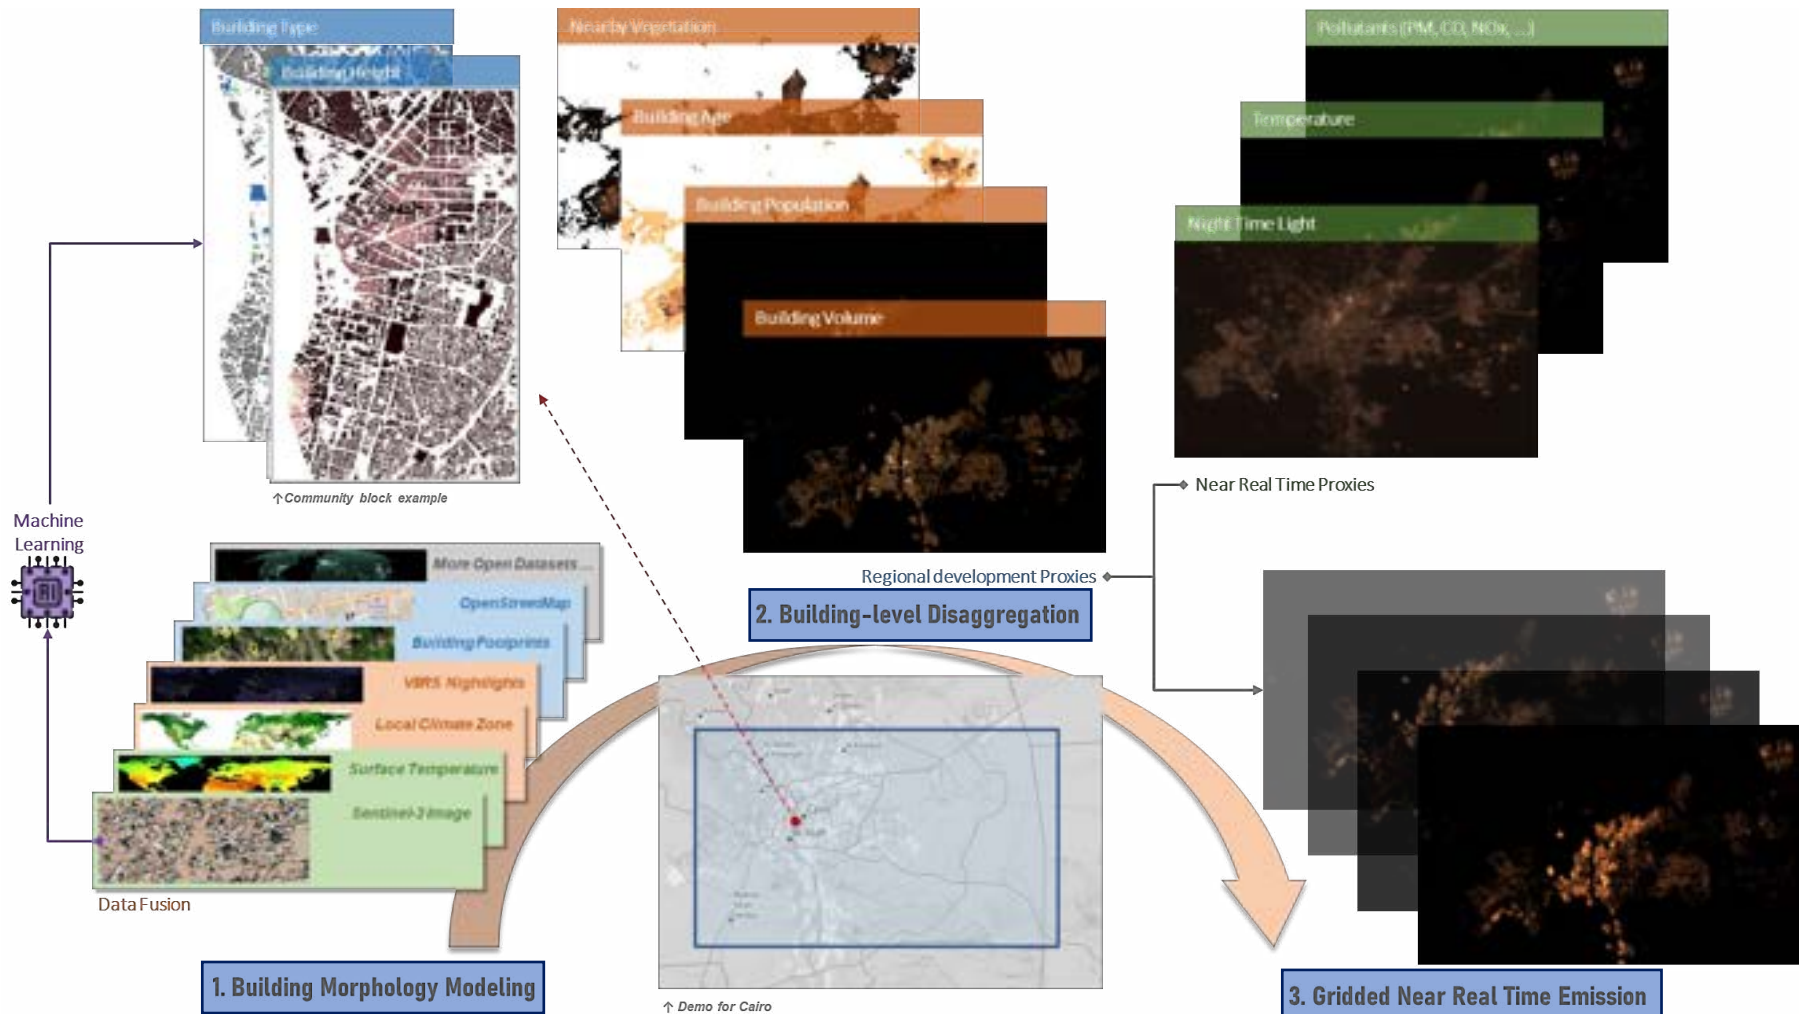 Building Type
Building Height
↑Community block example
Nearby Vegetation
Building Age
Building Population
Building Volume
Pollutants (PM, CO, NOx, ...)
Temperature
Night Time Light
Near Real Time Proxies
Regional development Proxies
2. Building-level Disaggregation
Machine
Learning
More Open Datasets ...
OpenStreetMap
Building Footprints
VIIRS Nightlights
Local Climate Zone
Surface Temperature
Sentinel-3 Image
Data Fusion
1. Building Morphology Modeling
↑ Demo for Cairo
3. Gridded Near Real Time Emission